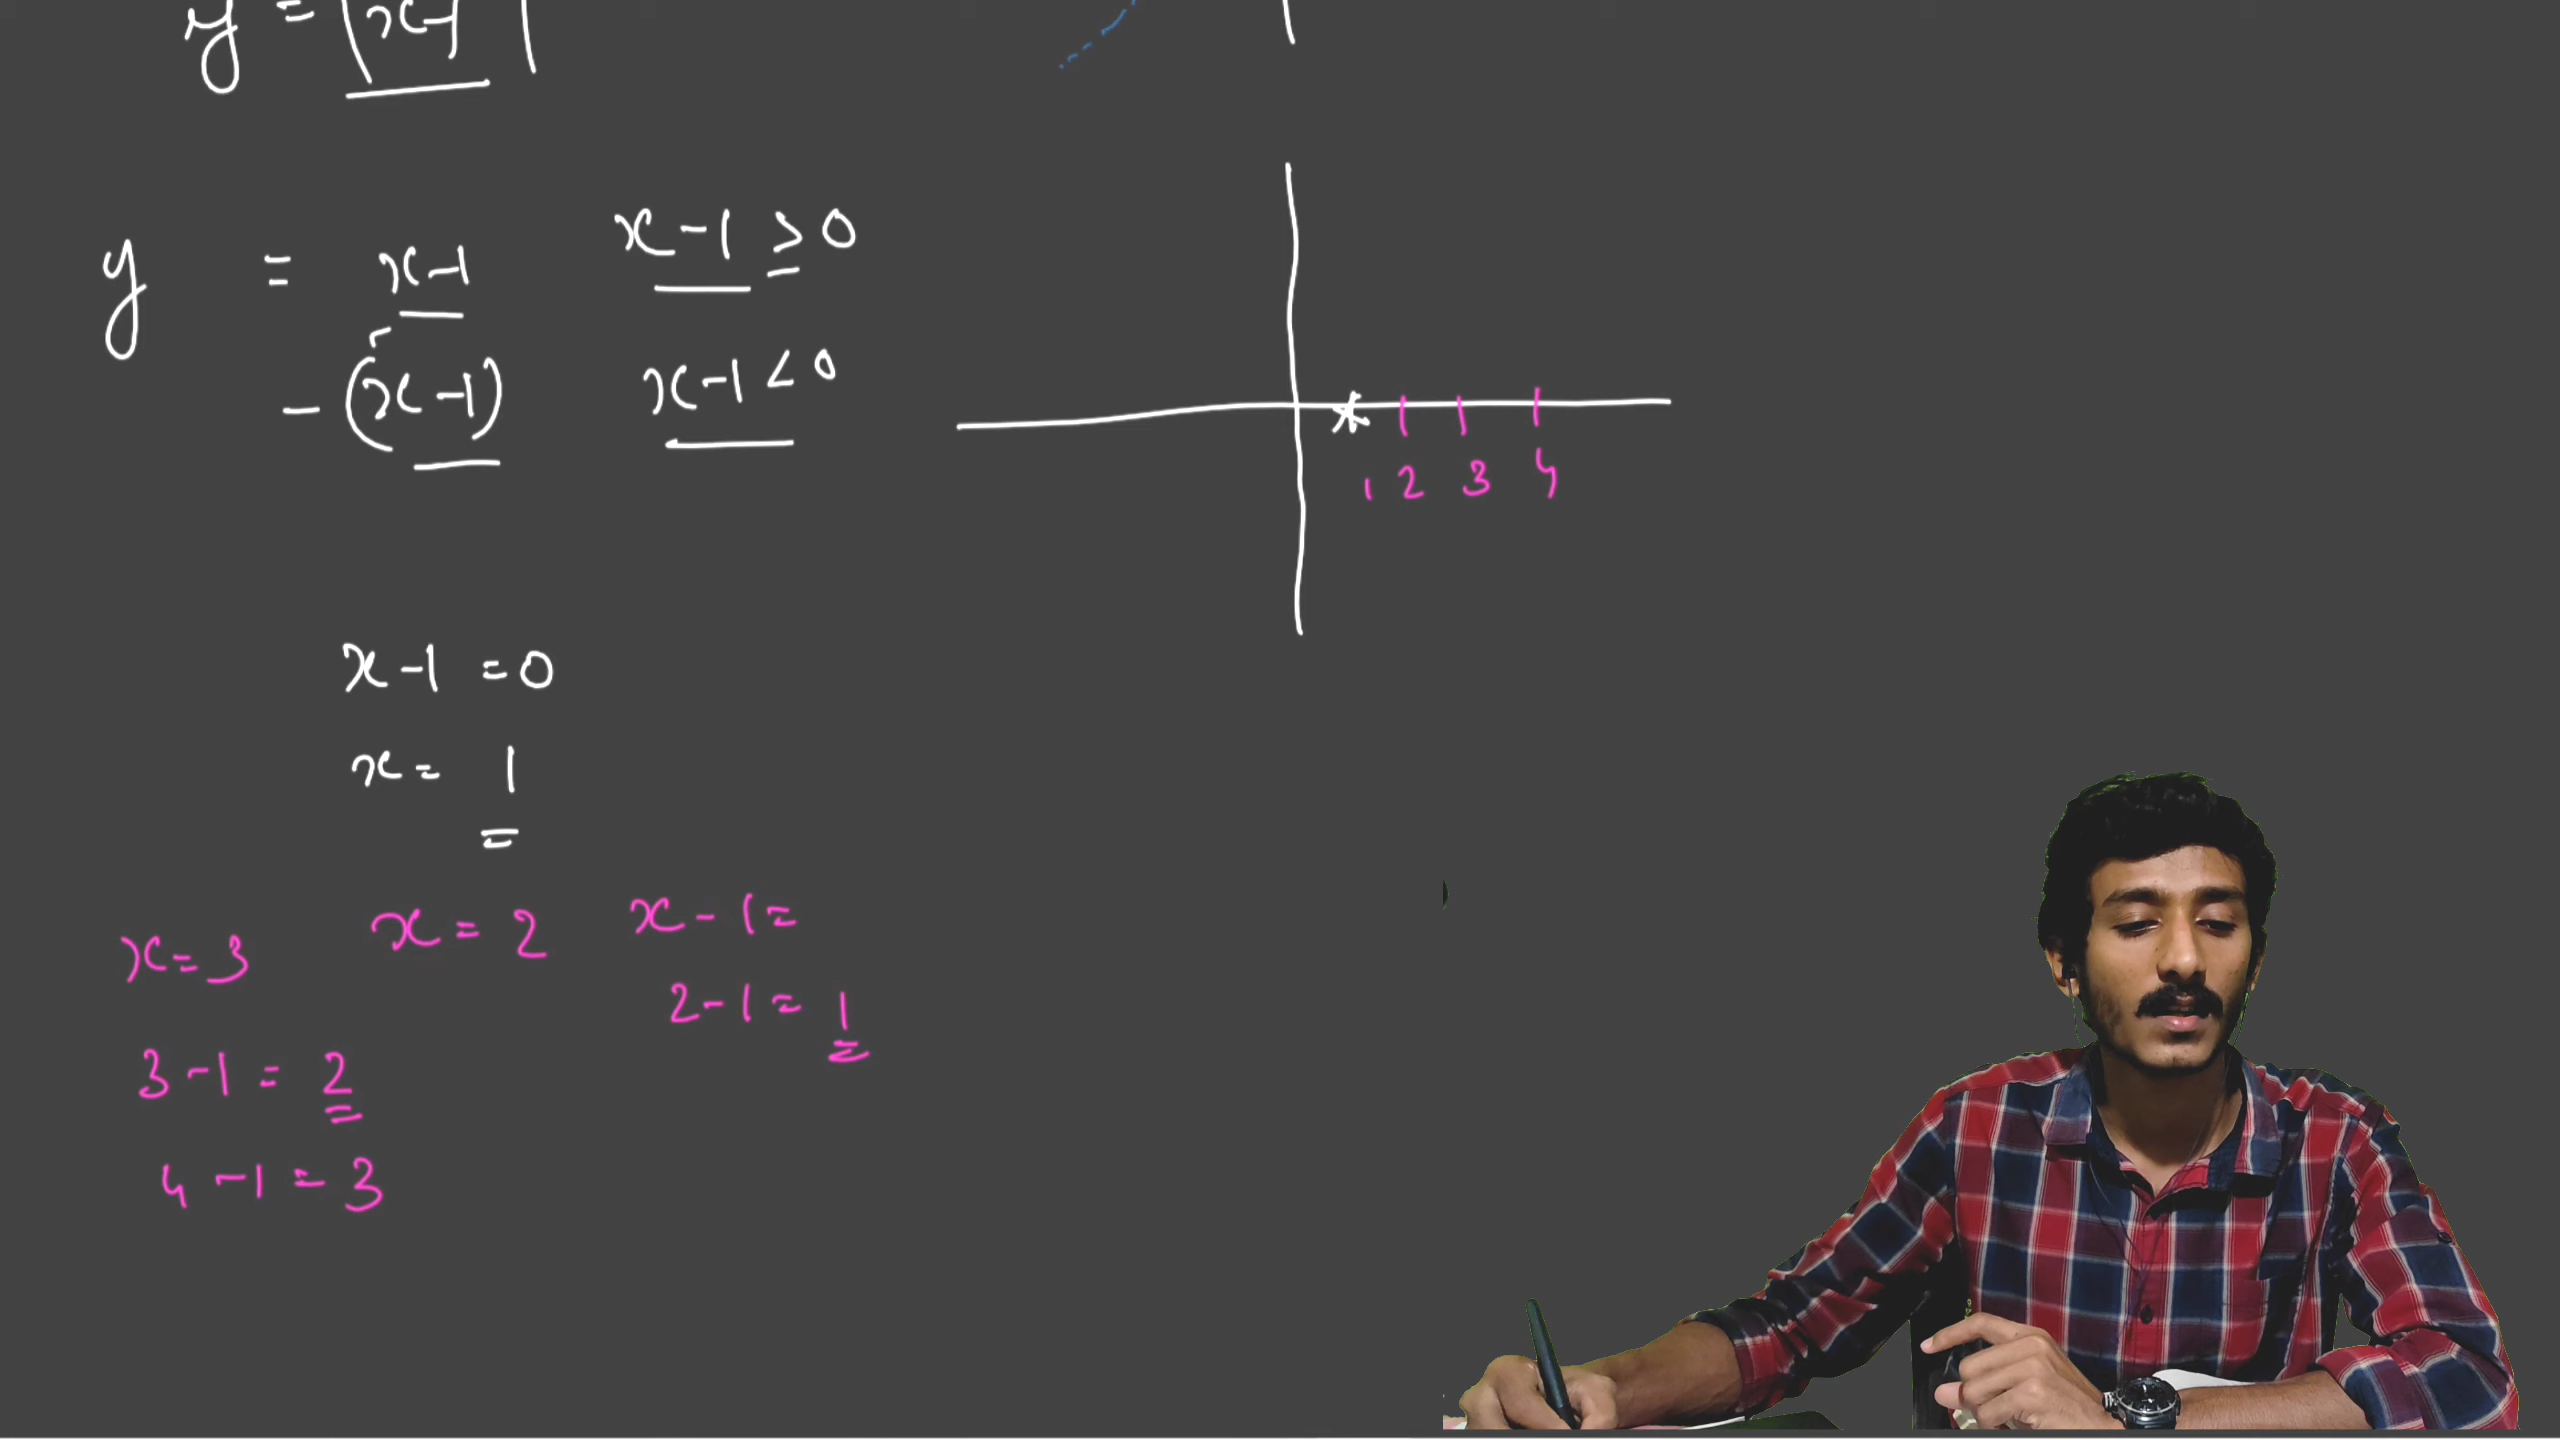 y = |x-1|
y = x-1 x-1 ≥ 0
-(x-1) x-1 < 0
1 2 3 4
x-1 = 0
x = 1
x=3 x = 2 x - 1 =
2-1 = 1
3-1 = 2
4-1 = 3